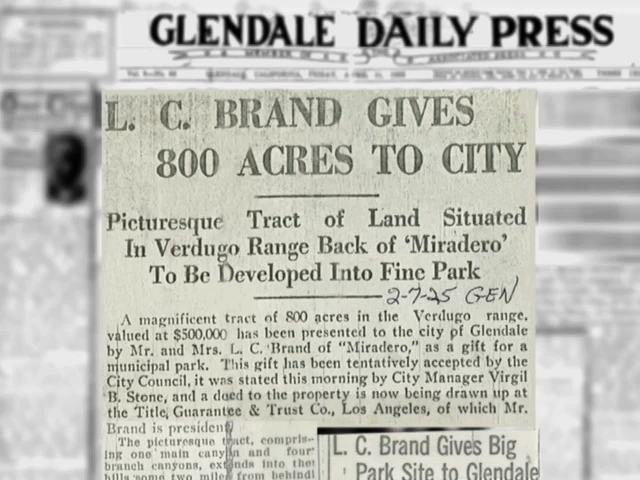 GLENDALE DAILY PRESS
MEMBER OF ASSOCIATED PRESS
L. C. BRAND GIVES
800 ACRES TO CITY
Picturesque Tract of Land Situated
In Verdugo Range Back of 'Miradero'
To Be Developed Into Fine Park
2-7-25 GEN
A magnificent tract of 800 acres in the Verdugo range,
valued at $500,000 has been presented to the city of Glendale
by Mr. and Mrs. L. C. Brand of "Miradero," as a gift for a
municipal park. This gift has been tentatively accepted by the
City Council, it was stated this morning by City Manager Virgil
B. Stone, and a deed to the property is now being drawn up at
the Title, Guarantee & Trust Co., Los Angeles, of which Mr.
Brand is president
The picturesque tract, compris-
ing one main canyon and four
branch canyons, extends into the
hills some two miles from behind
L. C. Brand Gives Big
Park Site to Glendale